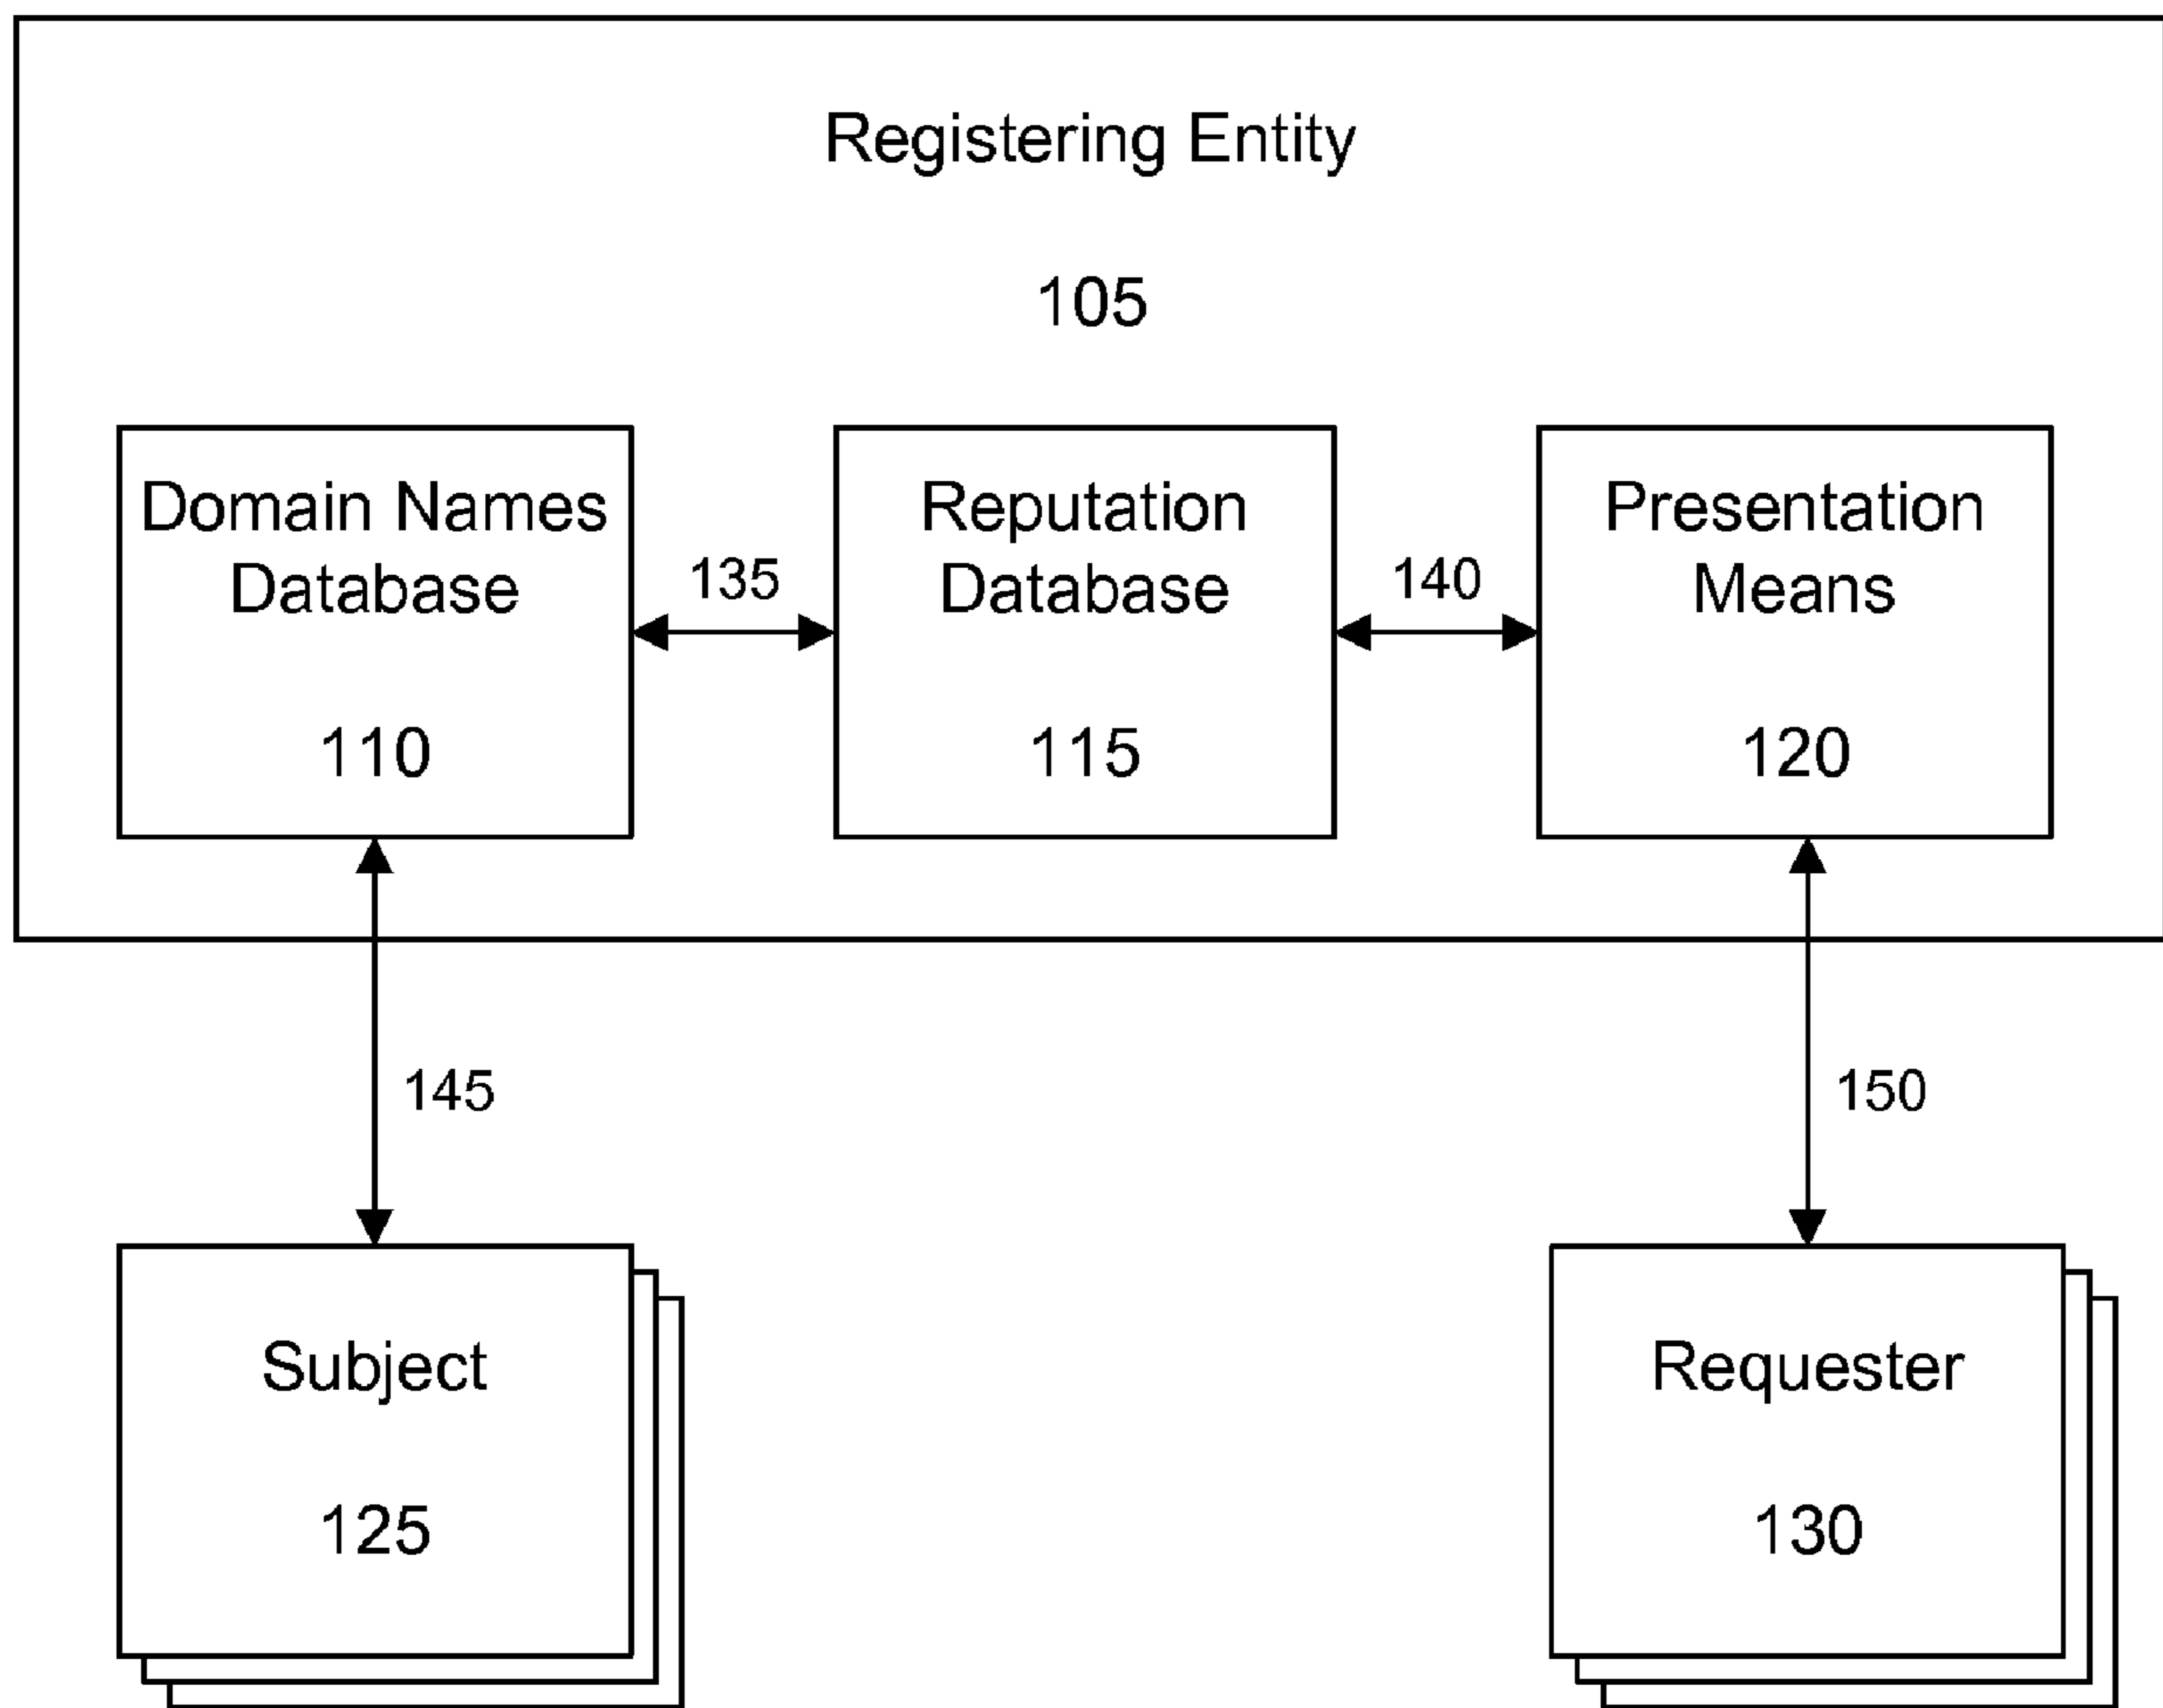 Registering Entity
105
Domain Names
Database
110
135
Reputation
Database
115
140
Presentation
Means
120
145
150
Subject
125
Requester
130